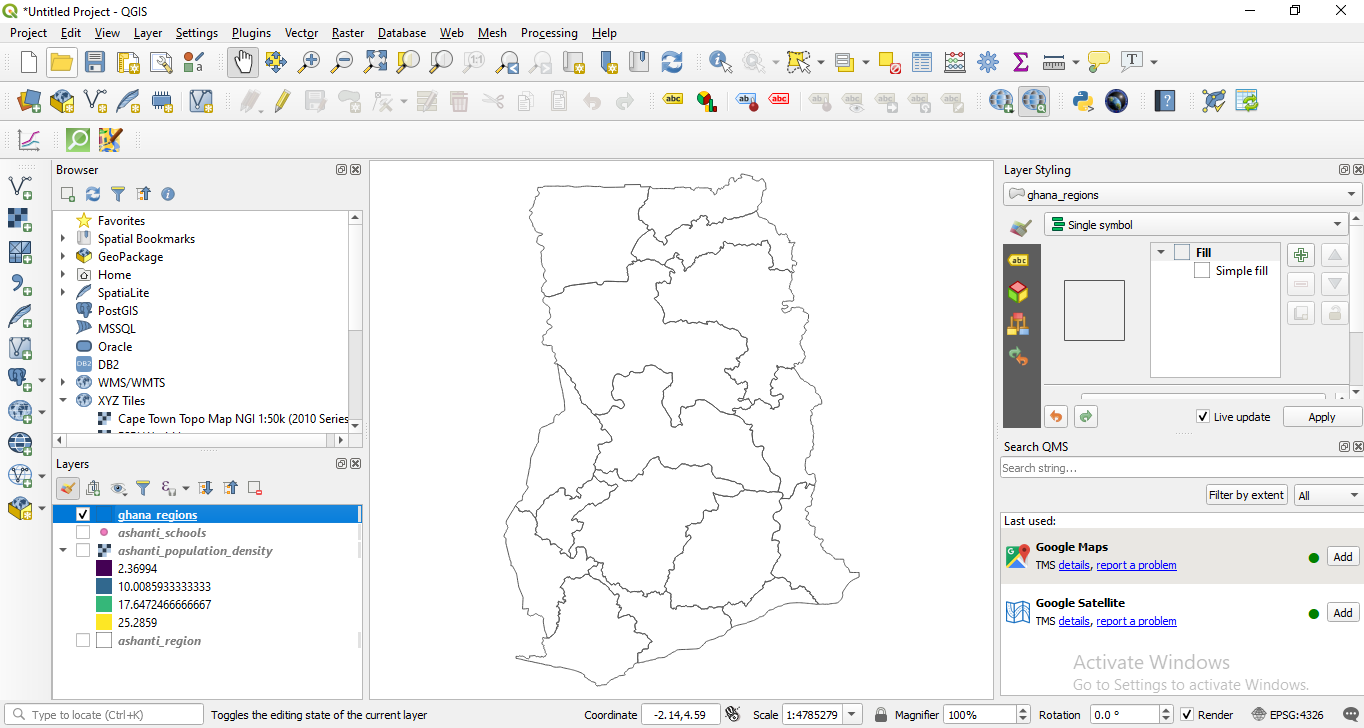 *Untitled Project - QGIS
Project Edit View Layer Settings Plugins Vector Raster Database Web Mesh Processing Help
Browser
Favorites
Spatial Bookmarks
GeoPackage
Home
SpatiaLite
PostGIS
MSSQL
Oracle
DB2
WMS/WMTS
XYZ Tiles
Cape Town Topo Map NGI 1:50k (2010 Series
Layers
ghana_regions
ashanti_schools
ashanti_population_density
2.36994
10.0085933333333
17.6472466666667
25.2859
ashanti_region
Layer Styling
ghana_regions
Single symbol
Fill
Simple fill
Live update
Apply
Search QMS
Search string...
Filter by extent
All
Last used:
Google Maps
TMS details, report a problem
Add
Google Satellite
TMS details, report a problem
Add
Activate Windows
Go to Settings to activate Windows.
Type to locate (Ctrl+K) Toggles the editing state of the current layer Coordinate -2.14,4.59 Scale 1:4785279 Magnifier 100% Rotation 0.0 ° Render EPSG:4326